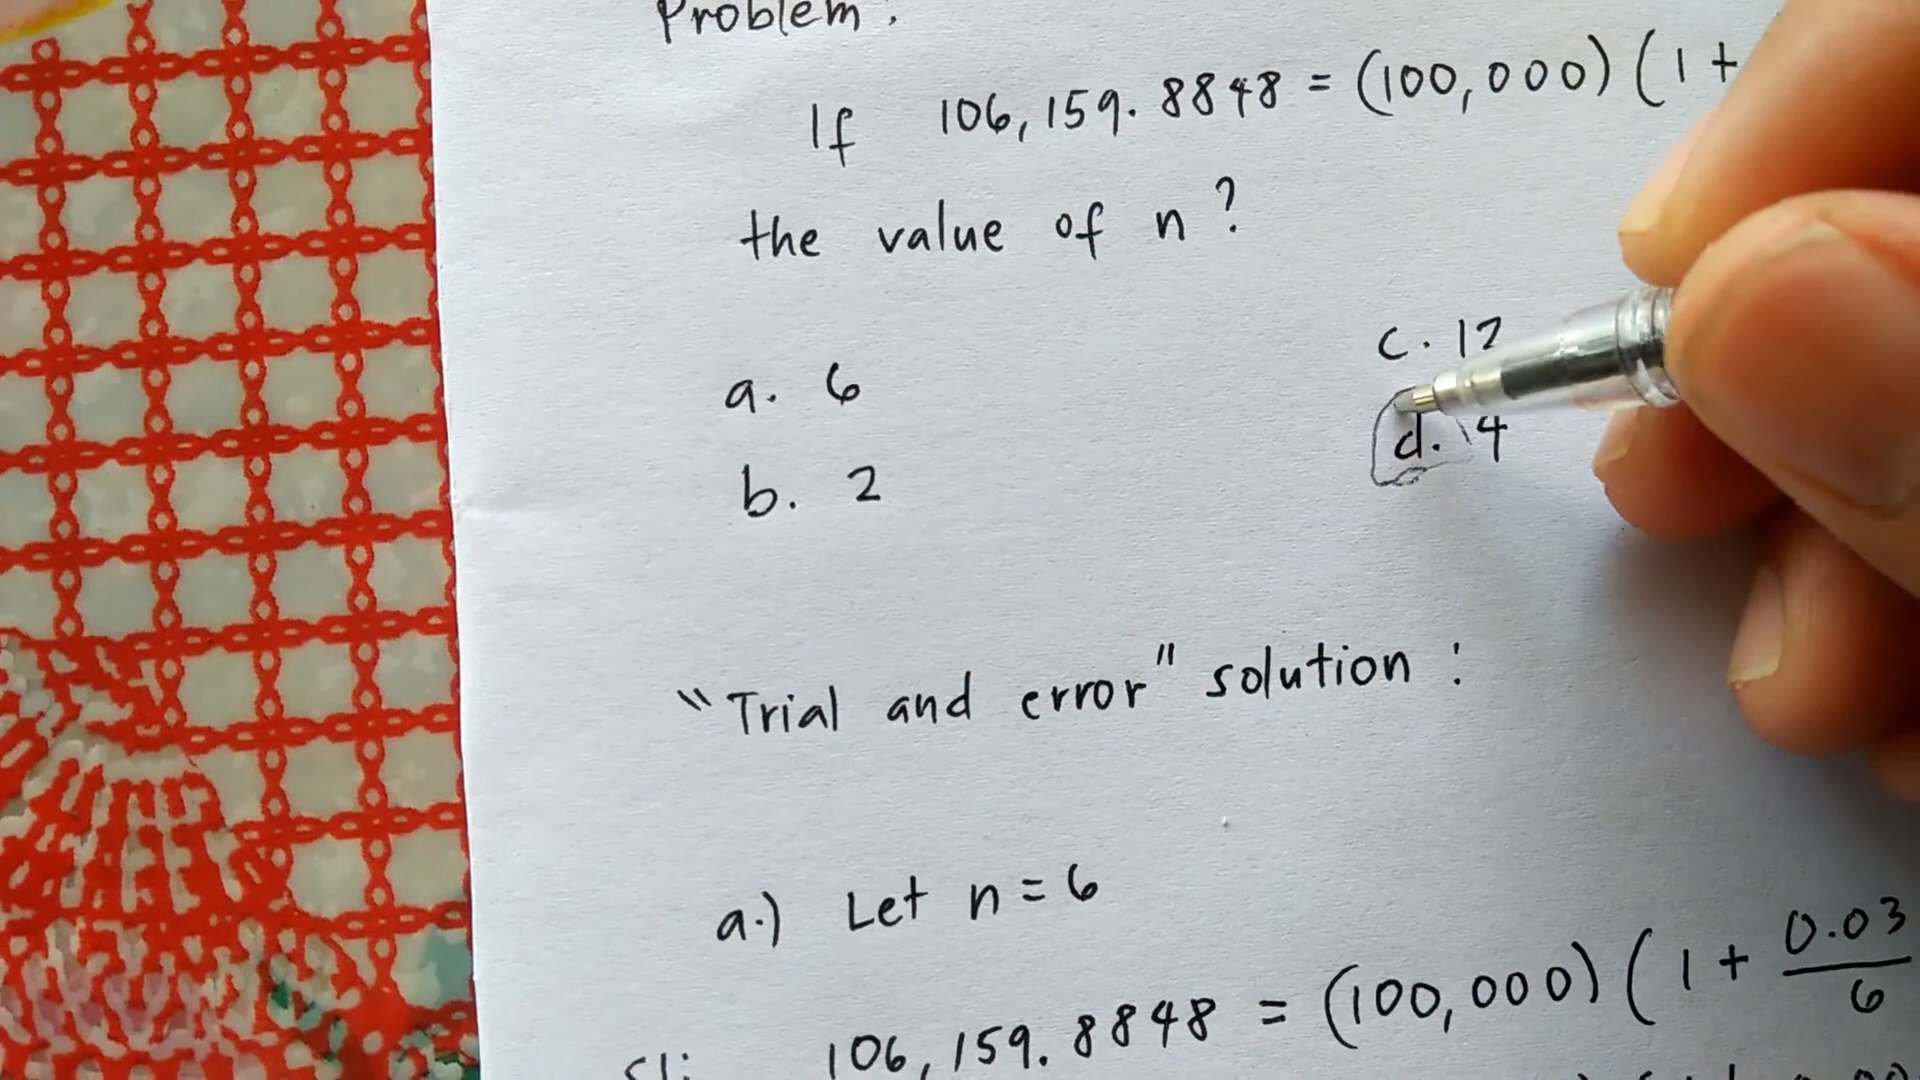 Problem:
If 106,159.8848 = (100,000) (1 +
the value of n?
a. 6
c. 12
b. 2
d. 4
"Trial and error" solution:
a.) Let n = 6
106,159.8848 = (100,000) (1 + 0.03/6